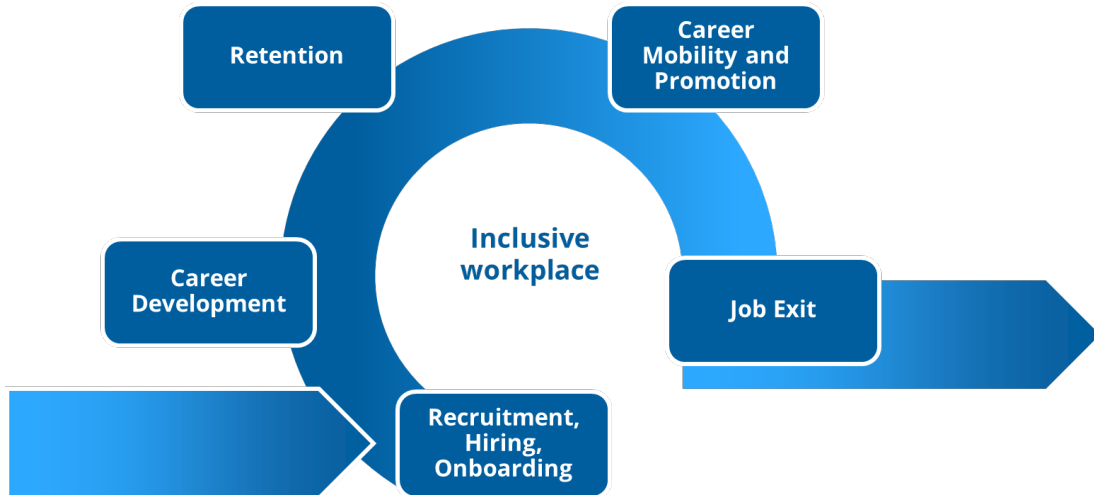 Retention
Career
Mobility and
Promotion
Inclusive
workplace
Career
Development
Job Exit
Recruitment,
Hiring,
Onboarding